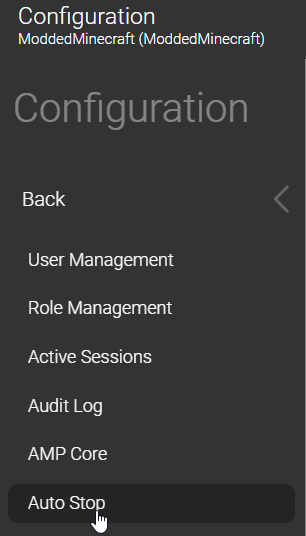 Configuration
ModdedMinecraft (ModdedMinecraft)
Configuration
Back
User Management
Role Management
Active Sessions
Audit Log
AMP Core
Auto Stop